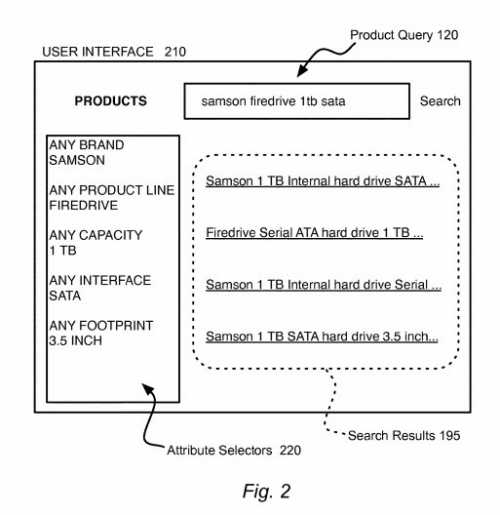 Product Query 120
USER INTERFACE 210
PRODUCTS
samson firedrive 1tb sata
Search
ANY BRAND
SAMSON
ANY PRODUCT LINE
FIREDRIVE
ANY CAPACITY
1 TB
ANY INTERFACE
SATA
ANY FOOTPRINT
3.5 INCH
Samson 1 TB Internal hard drive SATA ...
Firedrive Serial ATA hard drive 1 TB ...
Samson 1 TB Internal hard drive Serial ...
Samson 1 TB SATA hard drive 3.5 inch...
Search Results 195
Attribute Selectors 220
Fig. 2